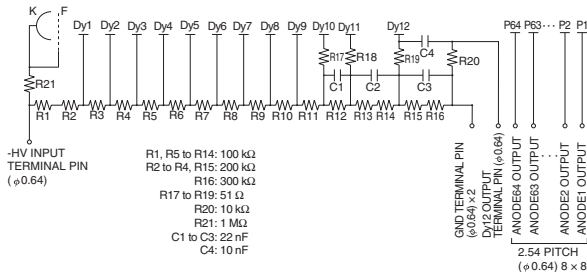 K F Dy1 Dy2 Dy3 Dy4 Dy5 Dy6 Dy7 Dy8 Dy9 Dy10 Dy11 Dy12 P64 P63 ··· P2 P1
R17 R18 R19 C4 R20
R21 C1 C2 C3
R1 R2 R3 R4 R5 R6 R7 R8 R9 R10 R11 R12 R13 R14 R15 R16
-HV INPUT
TERMINAL PIN
(ϕ0.64)
R1, R5 to R14: 100 kΩ
R2 to R4, R15: 200 kΩ
R16: 300 kΩ
R17 to R19: 51 Ω
R20: 10 kΩ
R21: 1 MΩ
C1 to C3: 22 nF
C4: 10 nF
GND TERMINAL PIN
(ϕ0.64) × 2
Dy12 OUTPUT
TERMINAL PIN (ϕ0.64)
ANODE64 OUTPUT
ANODE63 OUTPUT
·····
ANODE2 OUTPUT
ANODE1 OUTPUT
2.54 PITCH
(ϕ0.64) 8 × 8